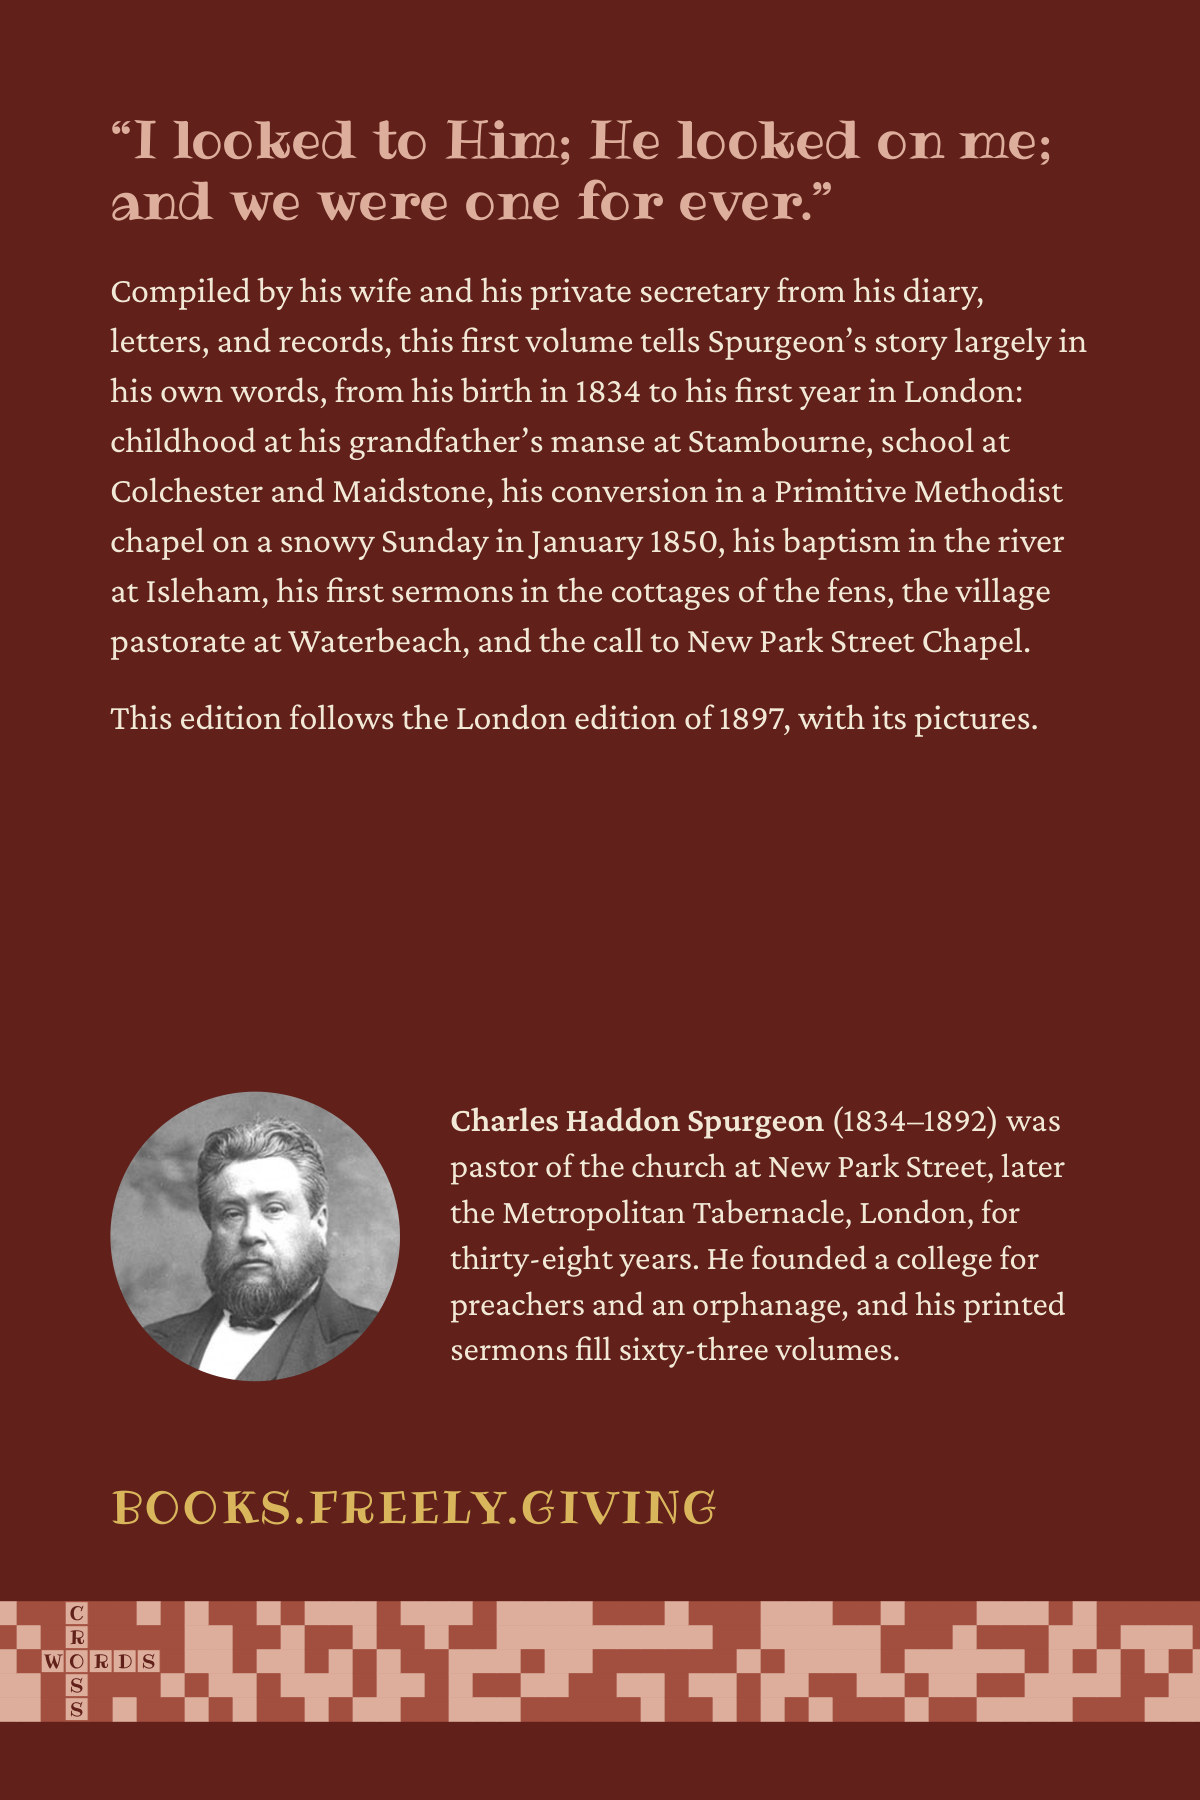 “I looked to Him; He looked on me;
and we were one for ever.”
Compiled by his wife and his private secretary from his diary,
letters, and records, this first volume tells Spurgeon’s story largely in
his own words, from his birth in 1834 to his first year in London:
childhood at his grandfather’s manse at Stambourne, school at
Colchester and Maidstone, his conversion in a Primitive Methodist
chapel on a snowy Sunday in January 1850, his baptism in the river
at Isleham, his first sermons in the cottages of the fens, the village
pastorate at Waterbeach, and the call to New Park Street Chapel.
This edition follows the London edition of 1897, with its pictures.
Charles Haddon Spurgeon (1834–1892) was
pastor of the church at New Park Street, later
the Metropolitan Tabernacle, London, for
thirty-eight years. He founded a college for
preachers and an orphanage, and his printed
sermons fill sixty-three volumes.
BOOKS.FREELY.GIVING
CROSS
WORDS